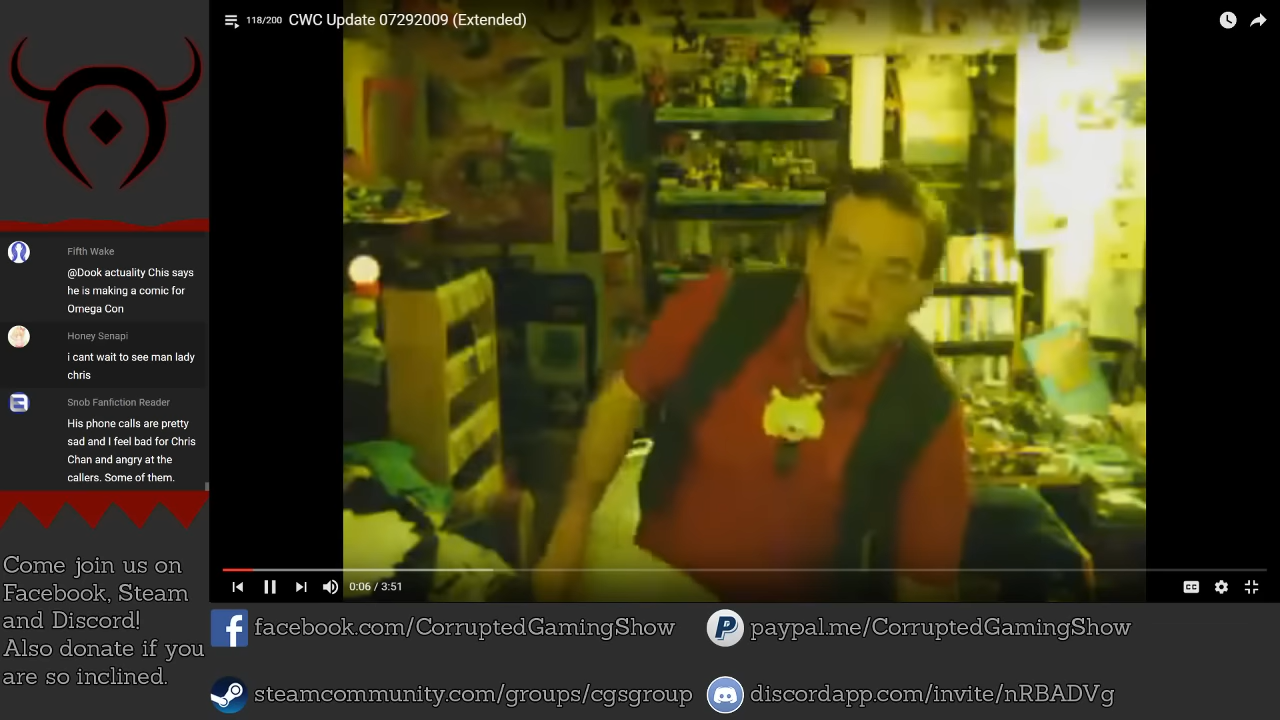 118/200 CWC Update 07292009 (Extended)
Fifth Wake
@Dook actuality Chis says
he is making a comic for
Omega Con
Honey Senapi
i cant wait to see man lady
chris
Snob Fanfiction Reader
His phone calls are pretty
sad and I feel bad for Chris
Chan and angry at the
callers. Some of them.
0:06 / 3:51
CC
Come join us on
Facebook, Steam
and Discord!
Also donate if you
are so inclined.
facebook.com/CorruptedGamingShow
paypal.me/CorruptedGamingShow
steamcommunity.com/groups/cgsgroup
discordapp.com/invite/nRBADVg